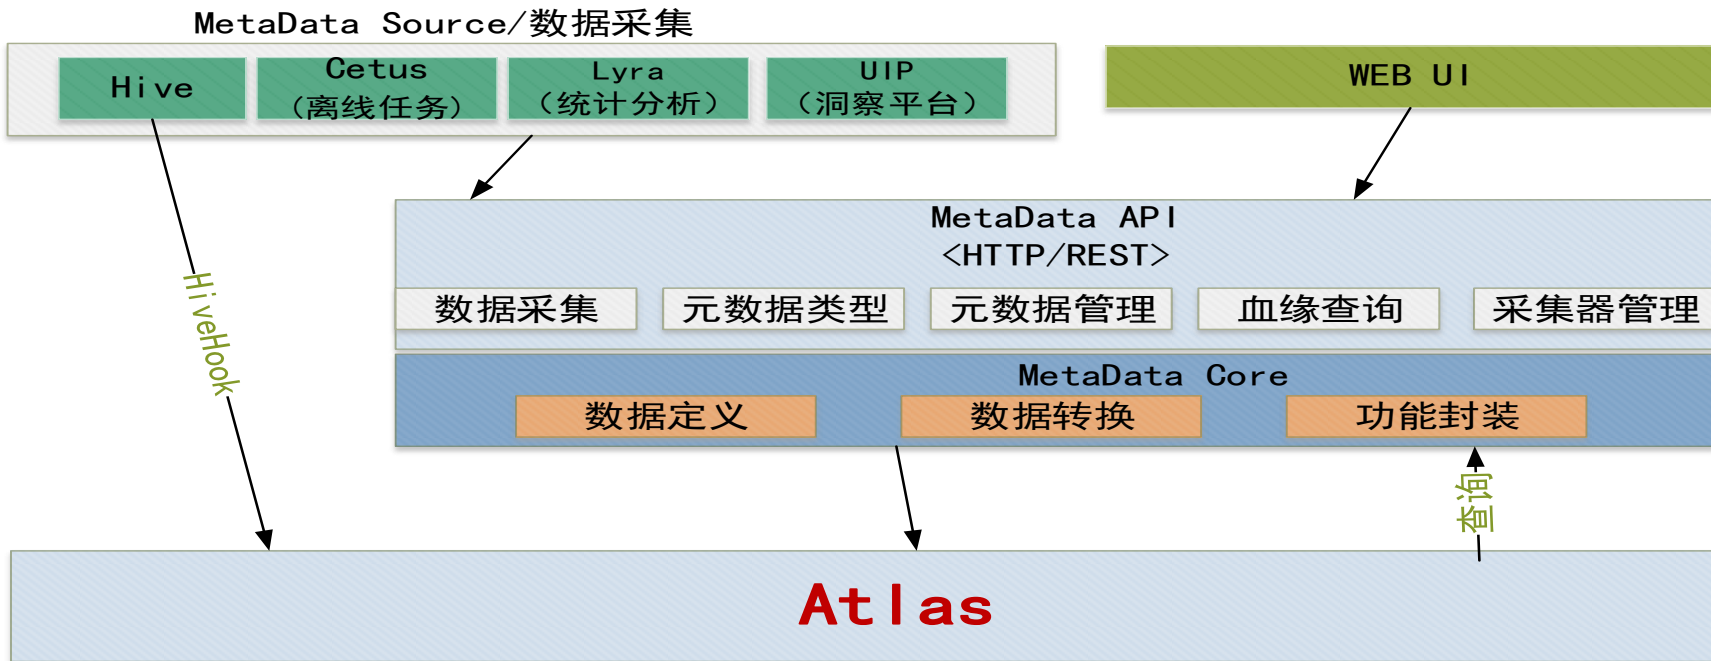 MetaData Source/数据采集
Hive
Cetus
(离线任务)
Lyra
(统计分析)
UIP
(洞察平台)
WEB UI
HiveHook
MetaData API
<HTTP/REST>
数据采集
元数据类型
元数据管理
血缘查询
采集器管理
MetaData Core
数据定义
数据转换
功能封装
查询
Atlas